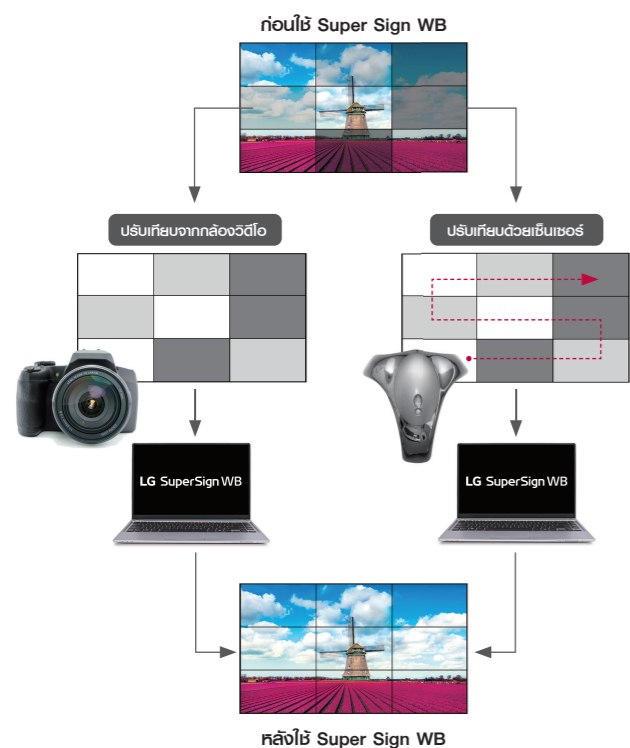 ก่อนใช้ Super Sign WB
ปรับเทียบจากกล้องวิดีโอ
ปรับเทียบด้วยเซ็นเซอร์
LG SuperSign WB
LG SuperSign WB
หลังใช้ Super Sign WB